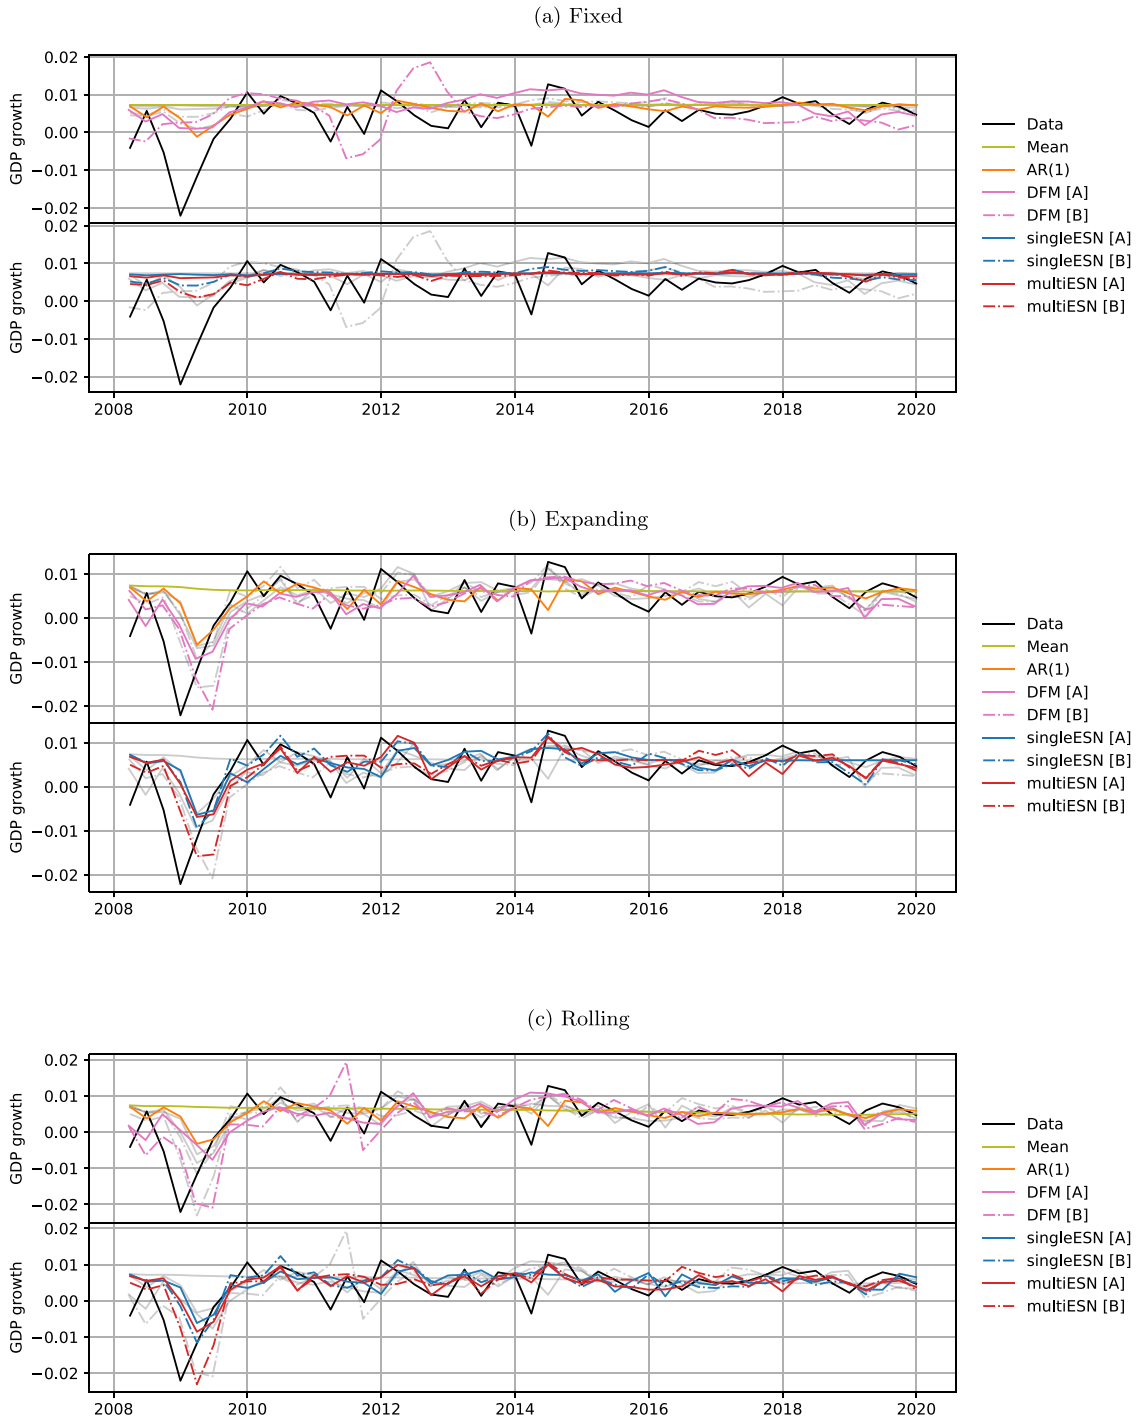 (a) Fixed
0.02
0.01
0.00
−0.01
−0.02
GDP growth
0.02
0.01
0.00
−0.01
−0.02
GDP growth
2008 2010 2012 2014 2016 2018 2020
Data
Mean
AR(1)
DFM [A]
DFM [B]
singleESN [A]
singleESN [B]
multiESN [A]
multiESN [B]
(b) Expanding
0.01
0.00
−0.01
−0.02
GDP growth
0.01
0.00
−0.01
−0.02
GDP growth
2008 2010 2012 2014 2016 2018 2020
Data
Mean
AR(1)
DFM [A]
DFM [B]
singleESN [A]
singleESN [B]
multiESN [A]
multiESN [B]
(c) Rolling
0.02
0.01
0.00
−0.01
−0.02
GDP growth
0.02
0.01
0.00
−0.01
−0.02
GDP growth
2008 2010 2012 2014 2016 2018 2020
Data
Mean
AR(1)
DFM [A]
DFM [B]
singleESN [A]
singleESN [B]
multiESN [A]
multiESN [B]